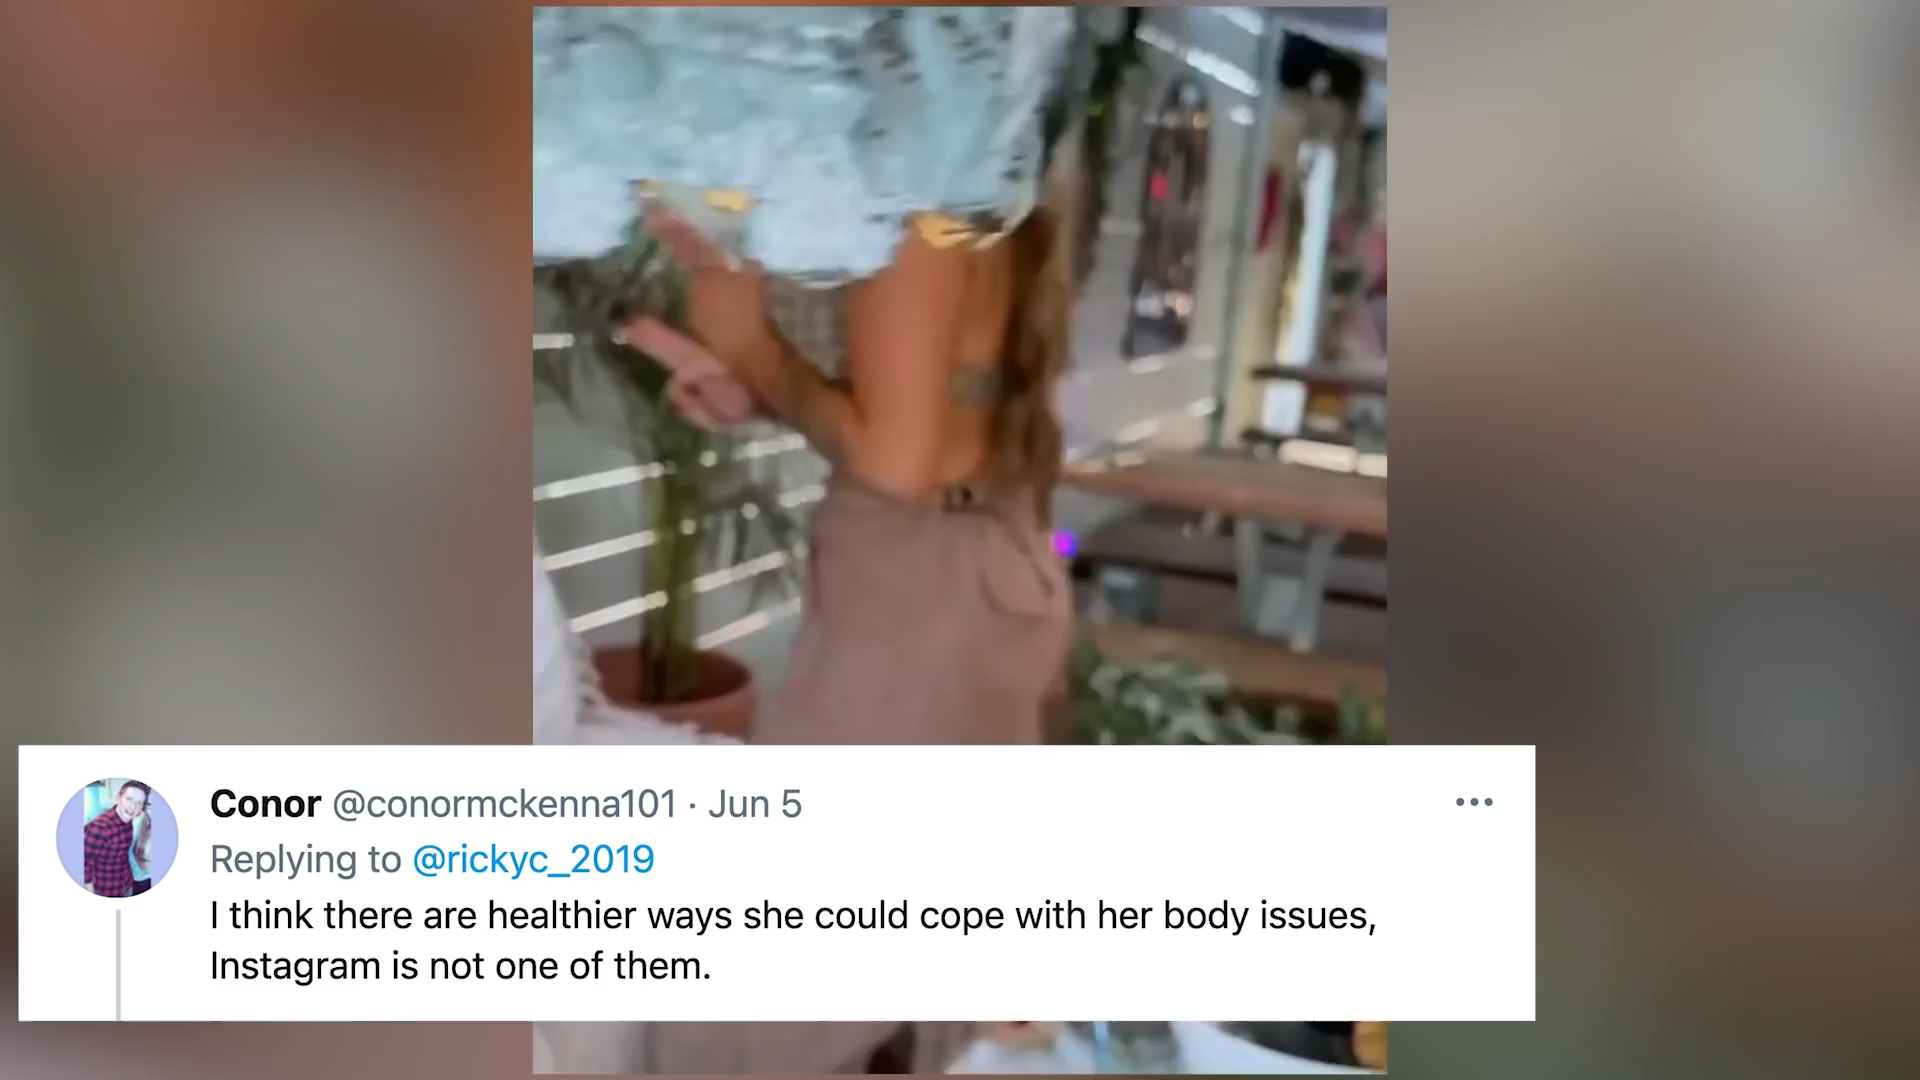 Conor @conormckenna101 · Jun 5
Replying to @rickyc_2019
I think there are healthier ways she could cope with her body issues,
Instagram is not one of them.